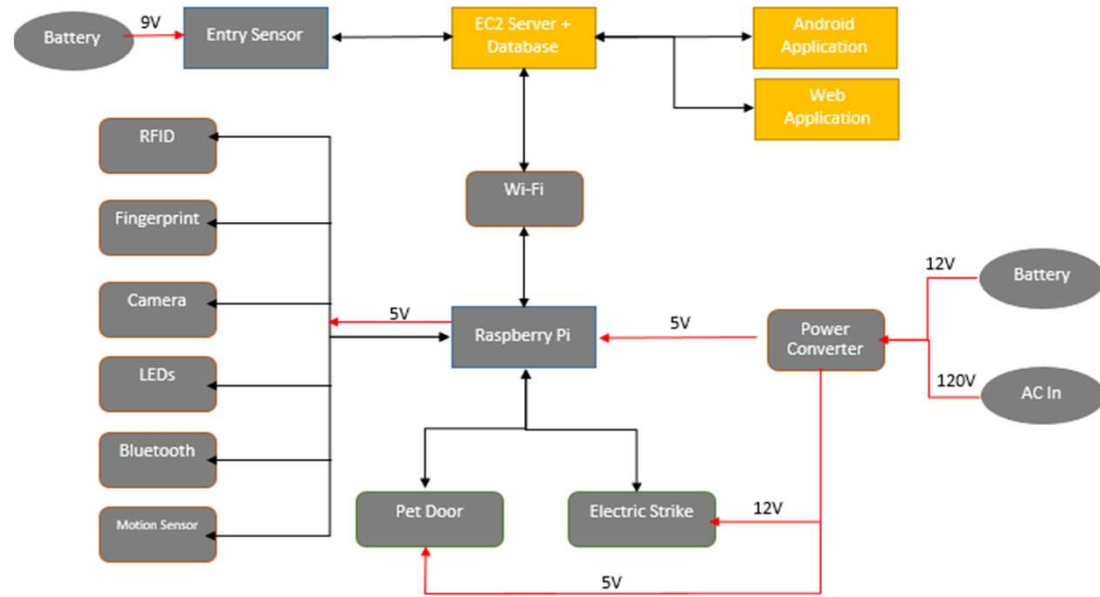 Battery
9V
Entry Sensor
EC2 Server +
Database
Android
Application
Web
Application
RFID
Fingerprint
Camera
LEDs
Bluetooth
Motion Sensor
Wi-Fi
5V
Raspberry Pi
5V
Power
Converter
12V
Battery
120V
AC In
Pet Door
Electric Strike
12V
5V